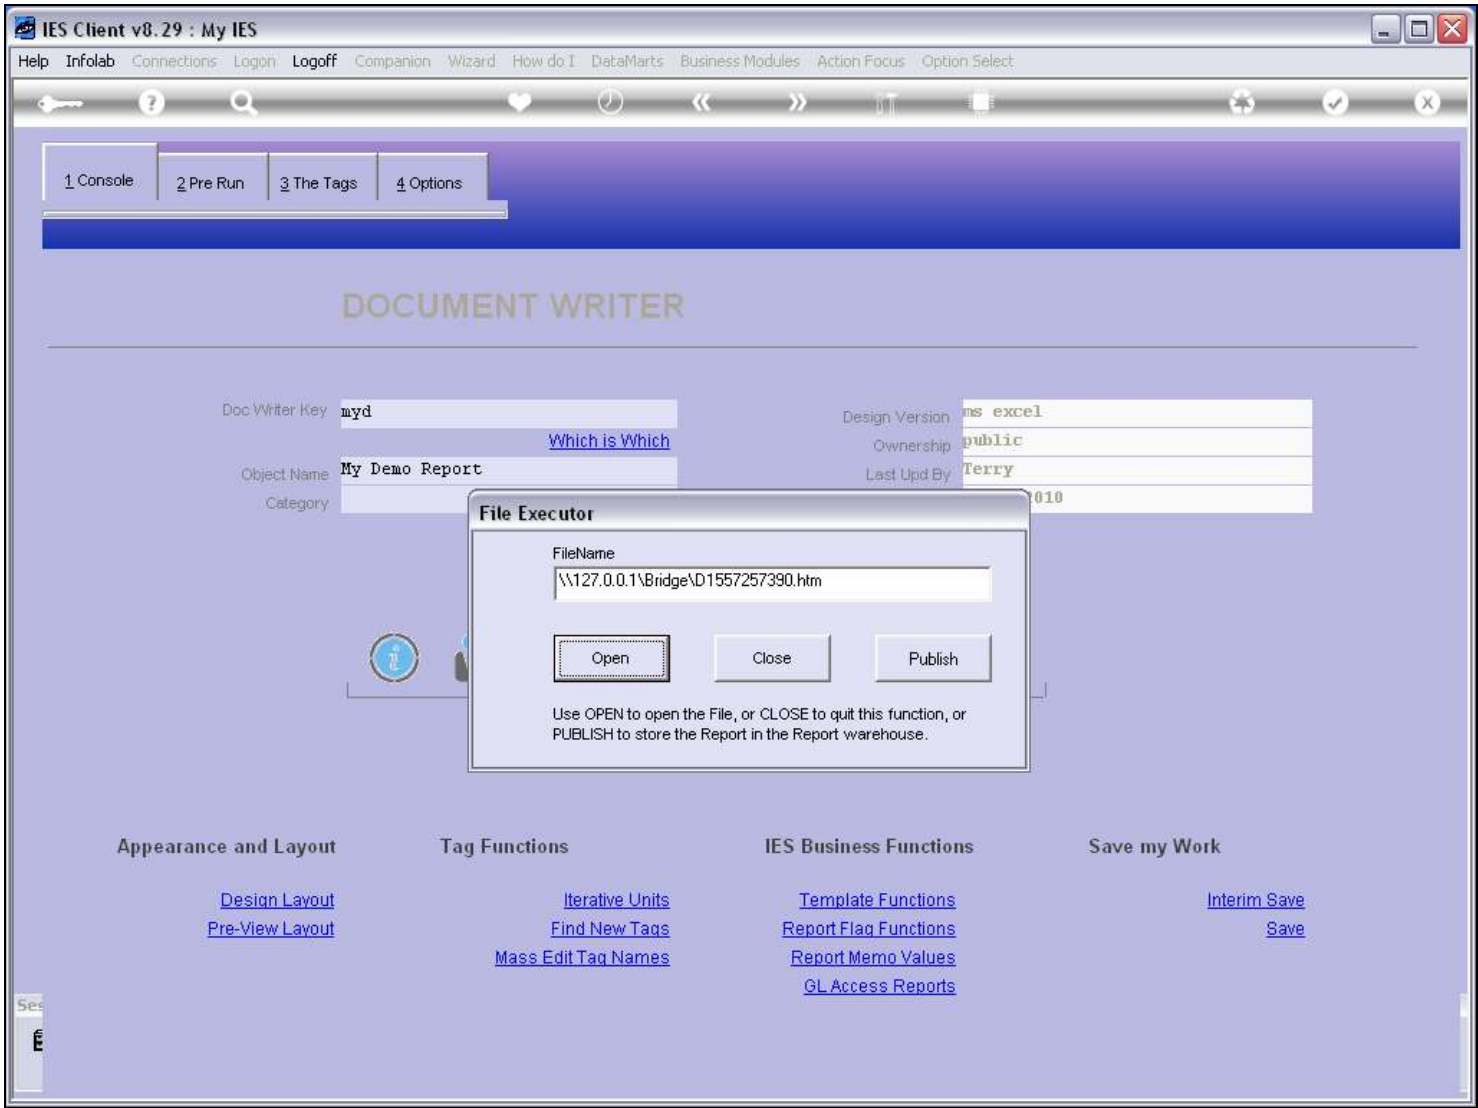 IES Client v8.29 : My IES
Help Infolab Connections Logon Logoff Companion Wizard How do I DataMarts Business Modules Action Focus Option Select
1 Console 2 Pre Run 3 The Tags 4 Options
DOCUMENT WRITER
Doc Writer Key myd
Which is Which
Object Name My Demo Report
Category
Design Version ms excel
Ownership public
Last Upd By Terry
2010
File Executor
FileName
\\127.0.0.1\Bridge\D1557257390.htm
Open Close Publish
Use OPEN to open the File, or CLOSE to quit this function, or
PUBLISH to store the Report in the Report warehouse.
Appearance and Layout
Design Layout
Pre-View Layout
Tag Functions
Iterative Units
Find New Tags
Mass Edit Tag Names
IES Business Functions
Template Functions
Report Flag Functions
Report Memo Values
GL Access Reports
Save my Work
Interim Save
Save